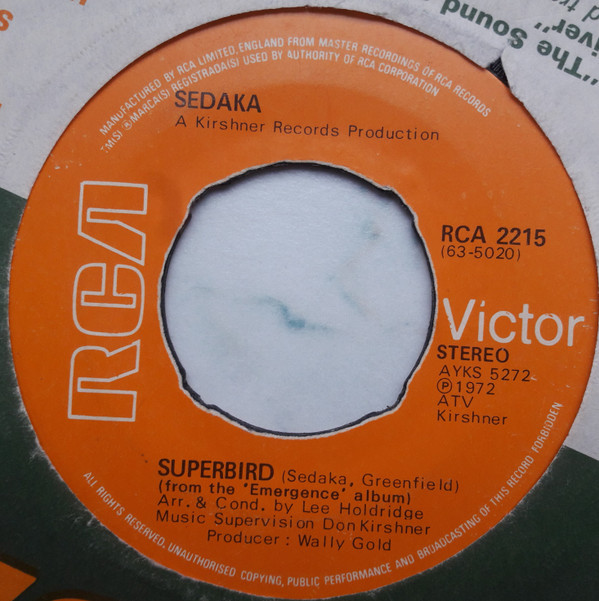 MANUFACTURED BY RCA LIMITED, ENGLAND FROM MASTER RECORDINGS OF RCA RECORDS
TM(S) ® MARCA(S) REGISTRADA(S) USED BY AUTHORITY OF RCA CORPORATION
SEDAKA
A Kirshner Records Production
RCA
RCA 2215
(63-5020)
Victor
STEREO
AYKS 5272
Ⓟ 1972
ATV
Kirshner
SUPERBIRD (Sedaka, Greenfield)
(from the 'Emergence' album)
Arr. & Cond. by Lee Holdridge
Music Supervision Don Kirshner
Producer : Wally Gold
ALL RIGHTS RESERVED, UNAUTHORISED COPYING, PUBLIC PERFORMANCE AND BROADCASTING OF THIS RECORD FORBIDDEN
"The Sound